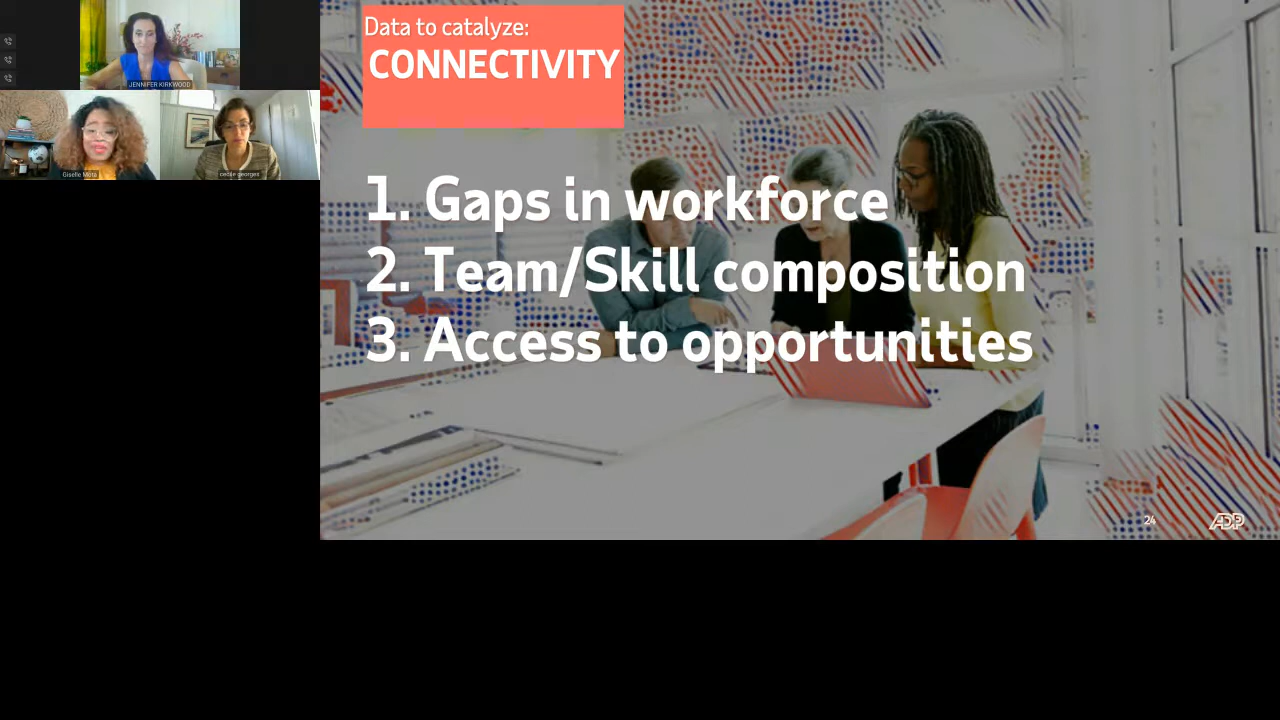 JENNIFER KIRKWOOD
Giselle Mota
cecile georges
Data to catalyze:
CONNECTIVITY
1. Gaps in workforce
2. Team/Skill composition
3. Access to opportunities
24
ADP